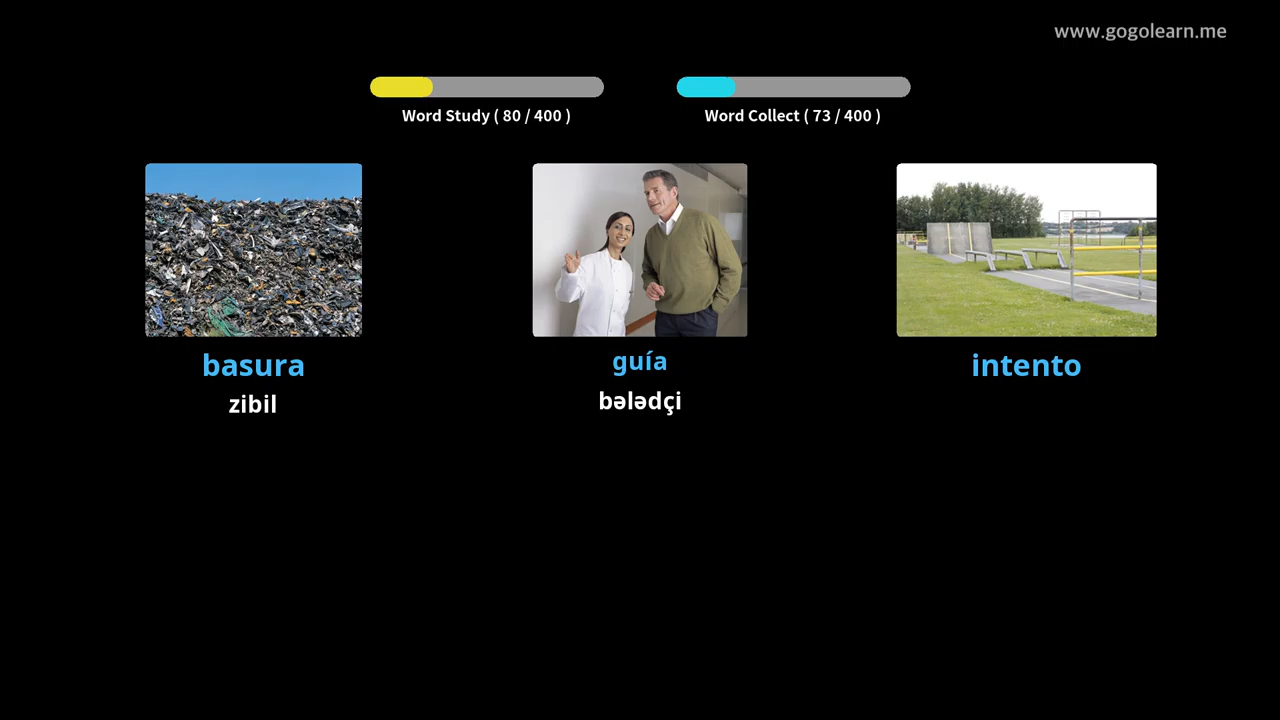 www.gogolearn.me
Word Study ( 80 / 400 )
Word Collect ( 73 / 400 )
basura
zibil
guía
bələdçi
intento